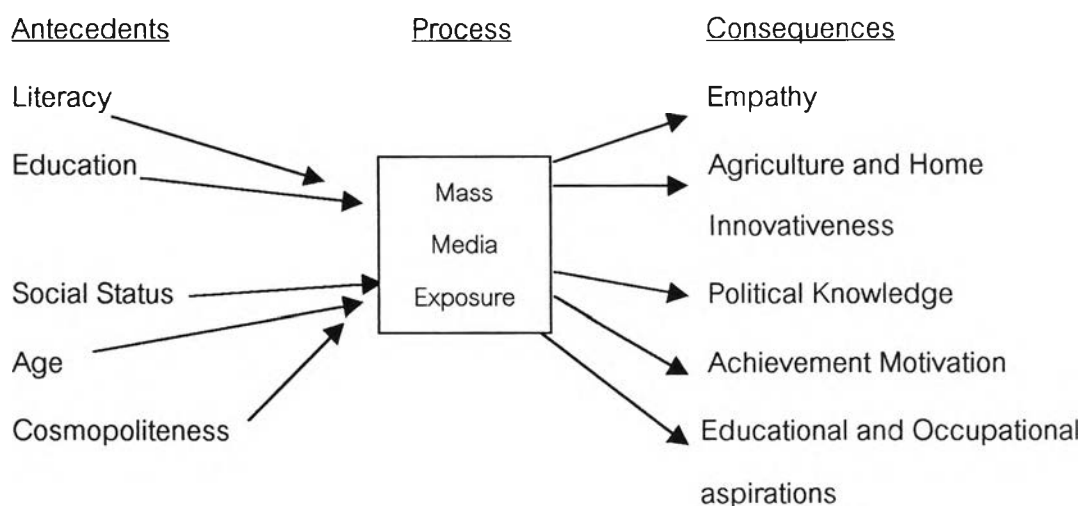 Antecedents
Process
Consequences
Literacy
Education
Social Status
Age
Cosmopoliteness
Mass
Media
Exposure
Empathy
Agriculture and Home
Innovativeness
Political Knowledge
Achievement Motivation
Educational and Occupational
aspirations